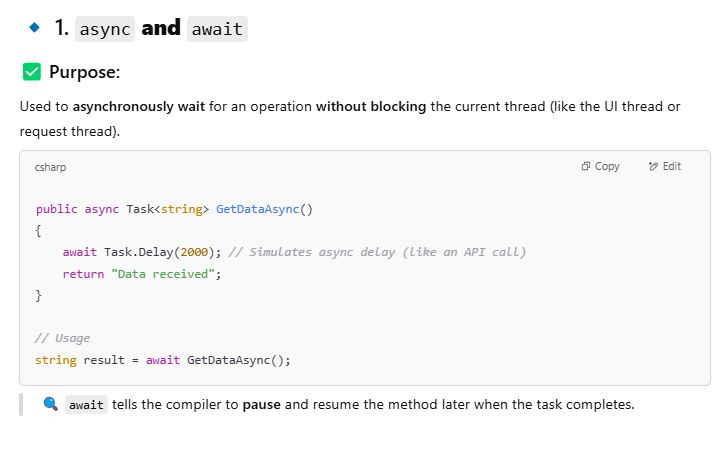 1. async and await
Purpose:
Used to asynchronously wait for an operation without blocking the current thread (like the UI thread or
request thread).
csharp Copy Edit
public async Task<string> GetDataAsync()
{
    await Task.Delay(2000); // Simulates async delay (like an API call)
    return "Data received";
}
// Usage
string result = await GetDataAsync();
await tells the compiler to pause and resume the method later when the task completes.